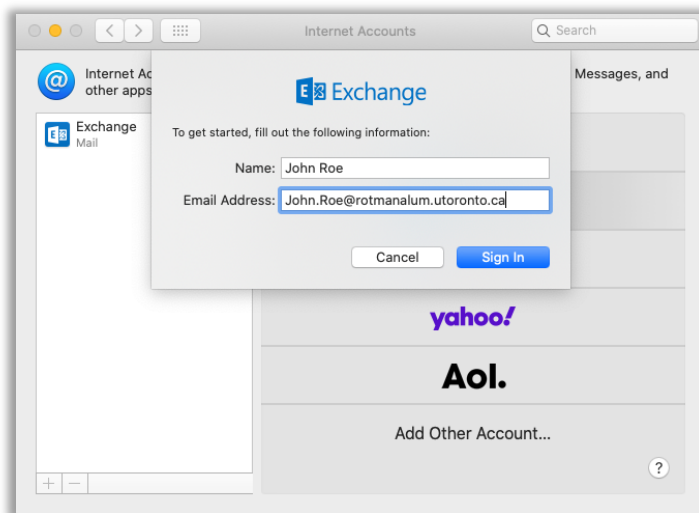 Internet Accounts
Search
Internet Ac
other apps
Messages, and
Exchange
Mail
E Exchange
To get started, fill out the following information:
Name: John Roe
Email Address: John.Roe@rotmanalum.utoronto.ca
Cancel Sign In
yahoo!
Aol.
Add Other Account...
?